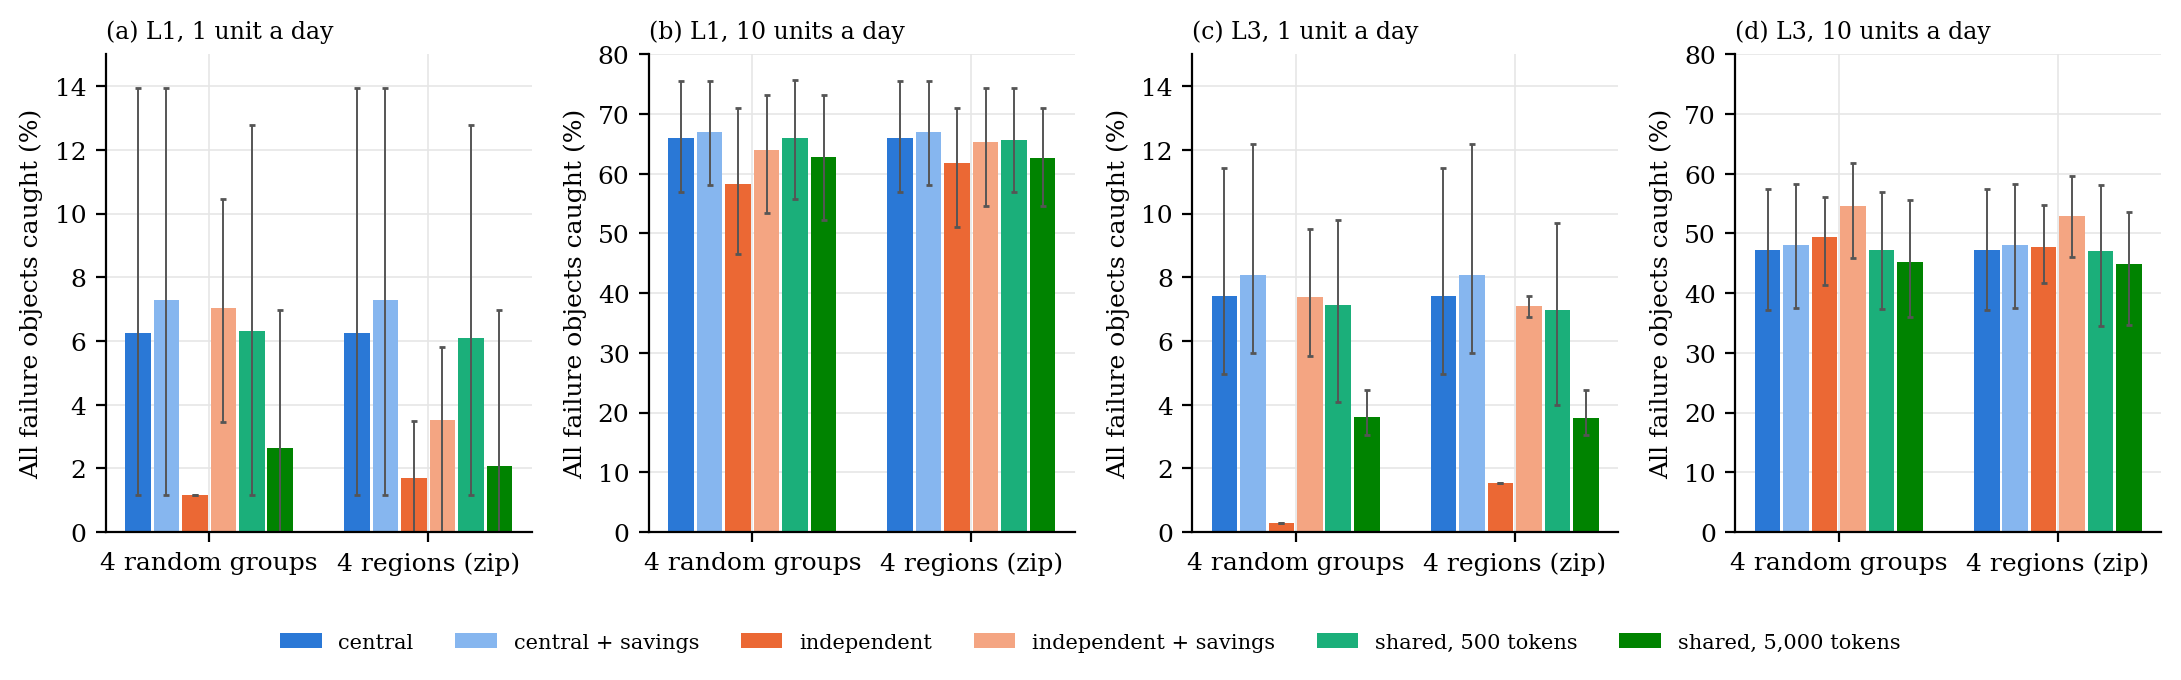 (a) L1, 1 unit a day
All failure objects caught (%)
14
12
10
8
6
4
2
0
4 random groups
4 regions (zip)
(b) L1, 10 units a day
All failure objects caught (%)
80
70
60
50
40
30
20
10
0
4 random groups
4 regions (zip)
(c) L3, 1 unit a day
All failure objects caught (%)
14
12
10
8
6
4
2
0
4 random groups
4 regions (zip)
(d) L3, 10 units a day
All failure objects caught (%)
80
70
60
50
40
30
20
10
0
4 random groups
4 regions (zip)
central
central + savings
independent
independent + savings
shared, 500 tokens
shared, 5,000 tokens